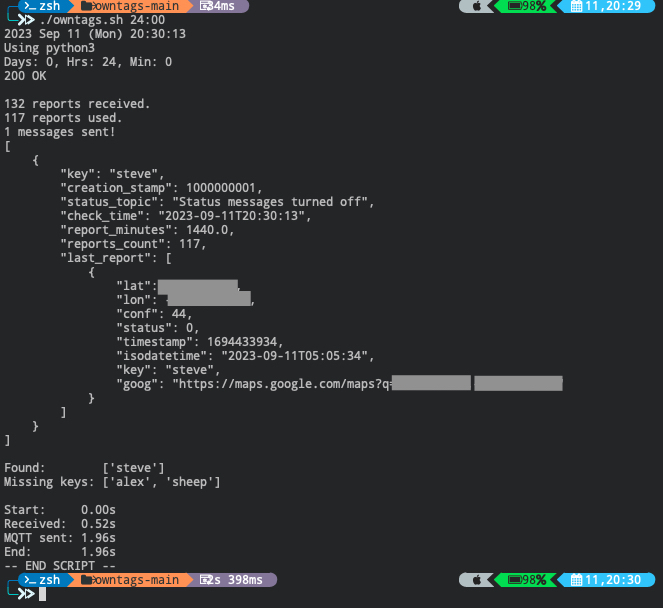 zsh owntags-main 34ms 98% 11,20:29
./owntags.sh 24:00
2023 Sep 11 (Mon) 20:30:13
Using python3
Days: 0, Hrs: 24, Min: 0
200 OK
132 reports received.
117 reports used.
1 messages sent!
[
{
"key": "steve",
"creation_stamp": 1000000001,
"status_topic": "Status messages turned off",
"check_time": "2023-09-11T20:30:13",
"report_minutes": 1440.0,
"reports_count": 117,
"last_report": [
{
"lat":
"lon": ,
"conf": 44,
"status": 0,
"timestamp": 1694433934,
"isodatetime": "2023-09-11T05:05:34",
"key": "steve",
"goog": "https://maps.google.com/maps?q=
}
]
}
]
Found: ['steve']
Missing keys: ['alex', 'sheep']
Start: 0.00s
Received: 0.52s
MQTT sent: 1.96s
End: 1.96s
-- END SCRIPT --
zsh owntags-main 2s 398ms 98% 11,20:30